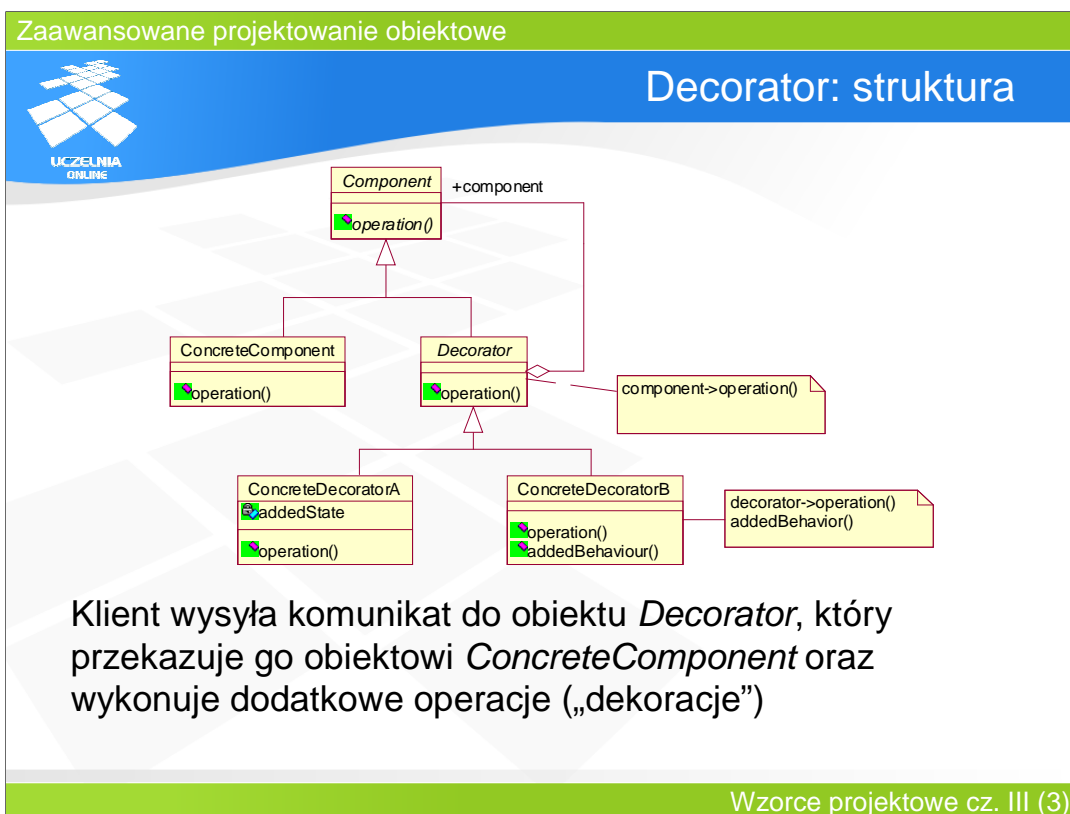 Zaawansowane projektowanie obiektowe
Decorator: struktura
UCZELNIA
ONLINE
Component
+component
operation()
ConcreteComponent
operation()
Decorator
operation()
component->operation()
ConcreteDecoratorA
addedState
operation()
ConcreteDecoratorB
operation()
addedBehaviour()
decorator->operation()
addedBehavior()
Klient wysyła komunikat do obiektu Decorator, który
przekazuje go obiektowi ConcreteComponent oraz
wykonuje dodatkowe operacje („dekoracje”)
Wzorce projektowe cz. III (3)